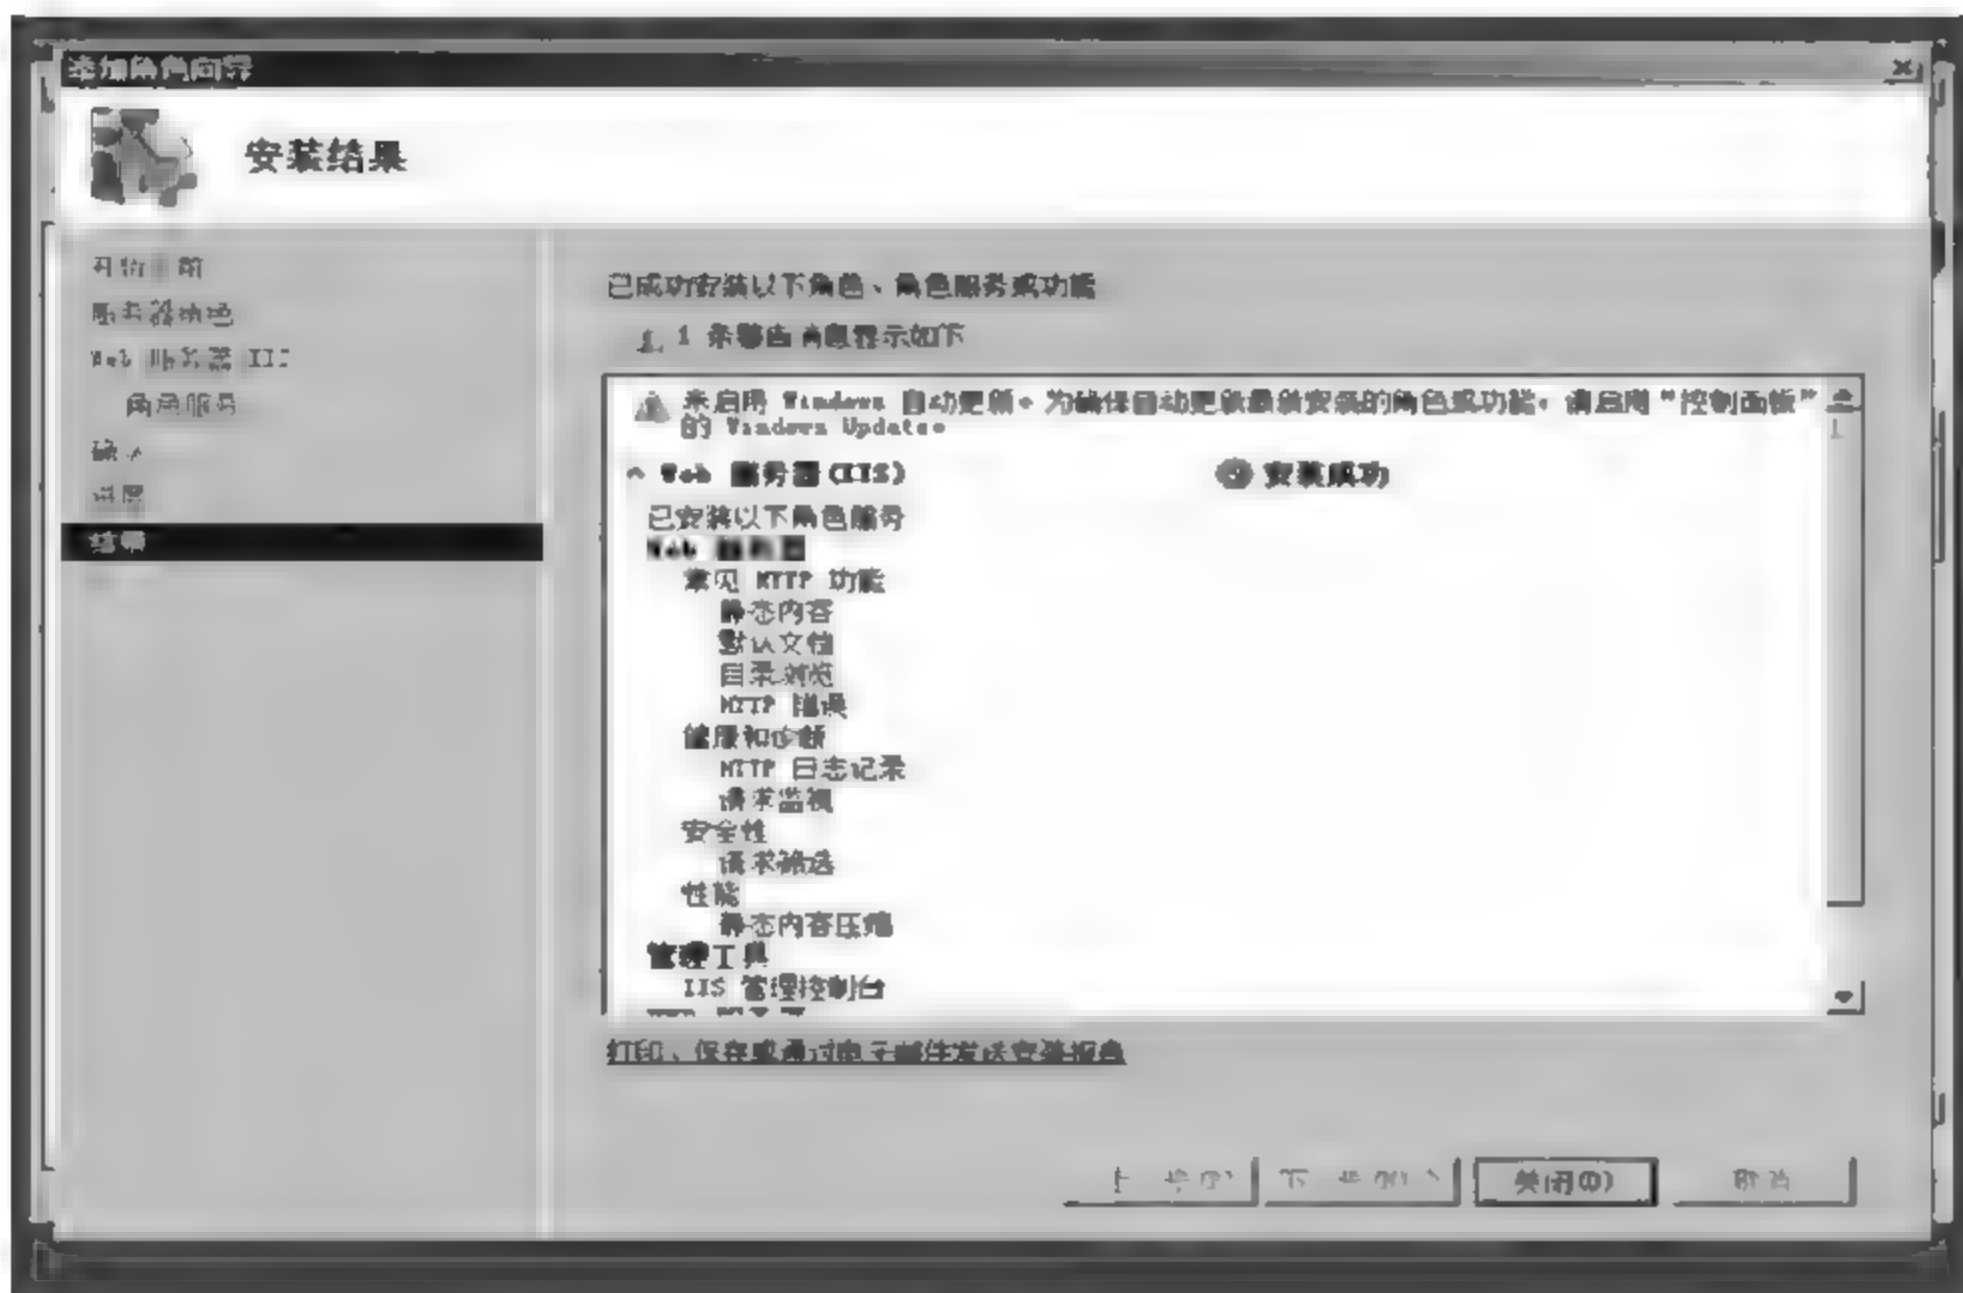 添加角色向导
安装结果
开始之前
服务器角色
Web 服务器(IIS)
角色服务
确认
进度
结果
已成功安装以下角色、角色服务或功能
1 条警告消息显示如下
未启用 Windows 自动更新。为确保自动更新最新安装的角色或功能，请启用“控制面板”
的 Windows Update。
Web 服务器(IIS)
安装成功
已安装以下角色服务
Web 服务器
常见 HTTP 功能
静态内容
默认文档
目录浏览
HTTP 错误
健康和诊断
HTTP 日志记录
请求监视
安全性
请求筛选
性能
静态内容压缩
管理工具
IIS 管理控制台
打印、保存或通过电子邮件发送安装报告
上一步(P)
下一步(N) >
关闭(O)
取消